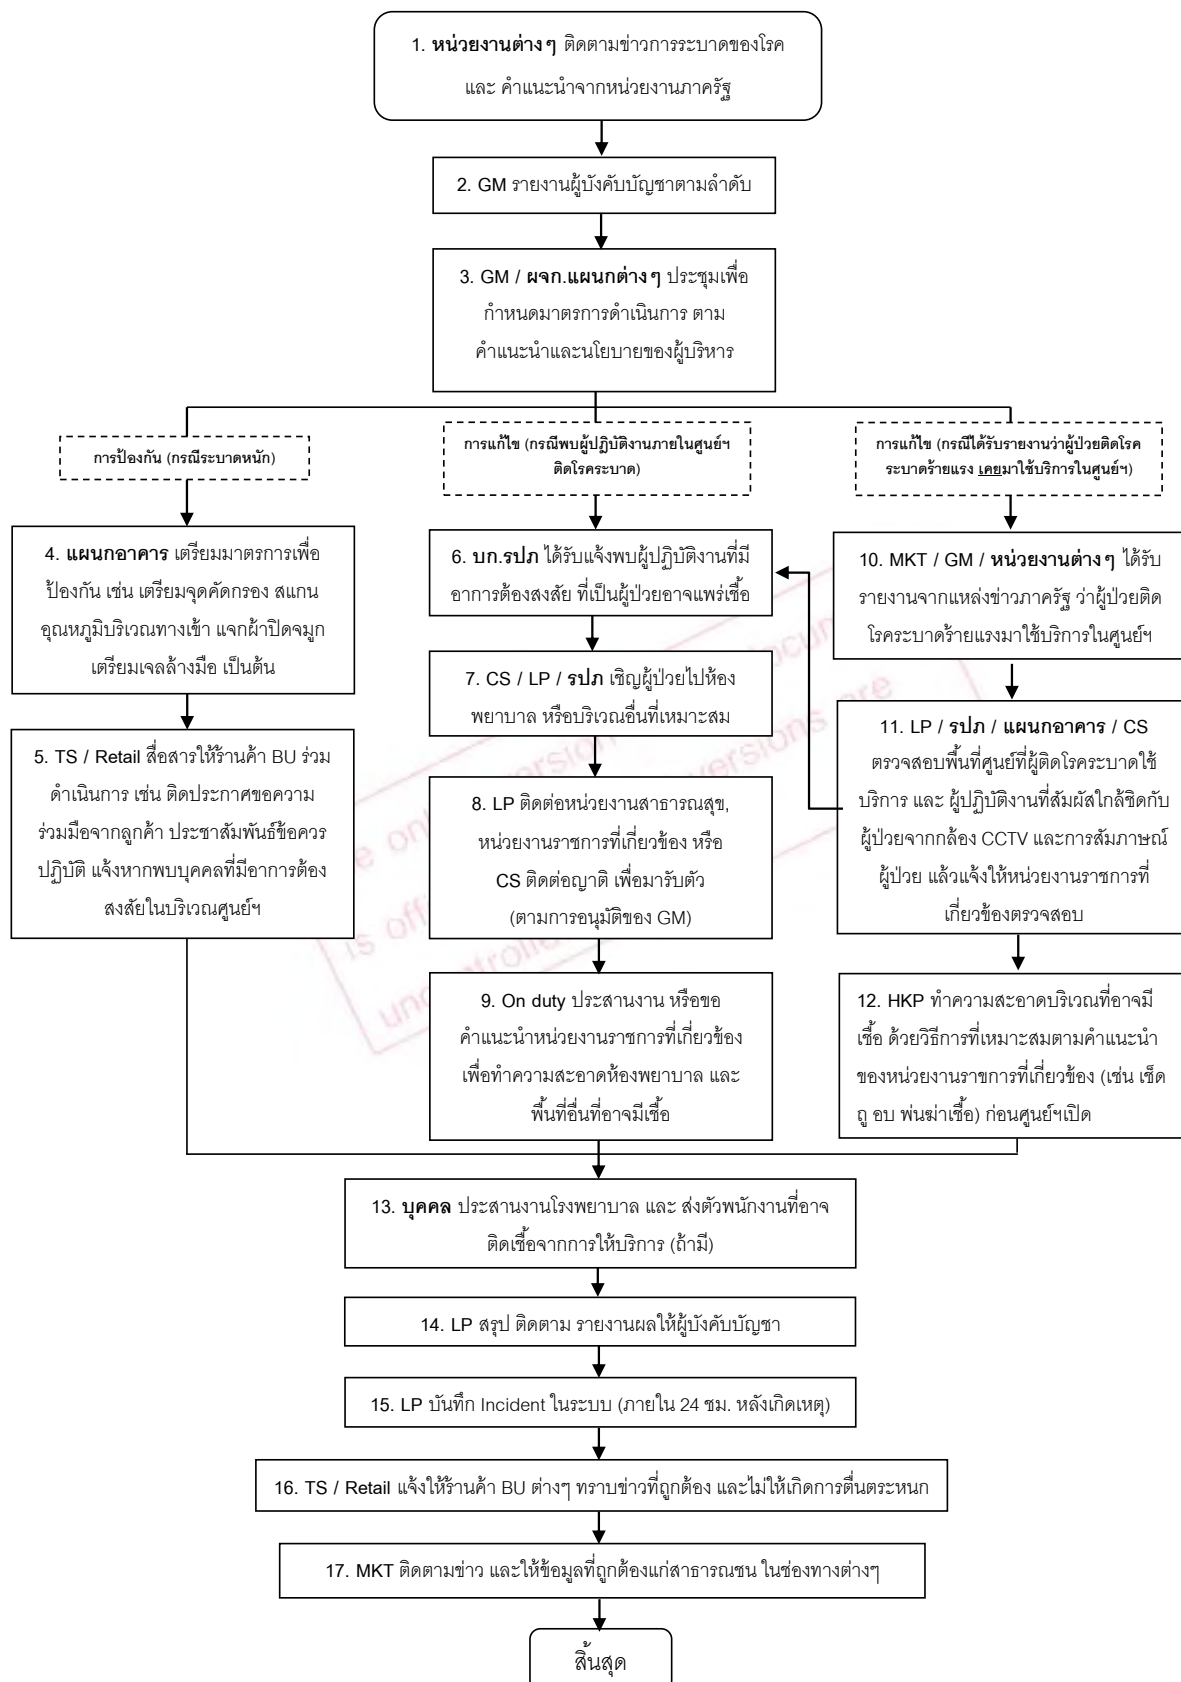 1. หน่วยงานต่าง ๆ ติดตามข่าวการระบาดของโรค
และ คำแนะนำจากหน่วยงานภาครัฐ
2. GM รายงานผู้บังคับบัญชาตามลำดับ
3. GM / ผจก.แผนกต่าง ๆ ประชุมเพื่อ
กำหนดมาตรการดำเนินการ ตาม
คำแนะนำและนโยบายของผู้บริหาร
การป้องกัน (กรณีระบาดหนัก)
4. แผนกอาคาร เตรียมมาตรการเพื่อ
ป้องกัน เช่น เตรียมจุดคัดกรอง สแกน
อุณหภูมิบริเวณทางเข้า แจกผ้าปิดจมูก
เตรียมเจลล้างมือ เป็นต้น
5. TS / Retail สื่อสารให้ร้านค้า BU ร่วม
ดำเนินการ เช่น ติดประกาศขอความ
ร่วมมือจากลูกค้า ประชาสัมพันธ์ข้อควร
ปฏิบัติ แจ้งหากพบบุคคลที่มีอาการต้อง
สงสัยในบริเวณศูนย์ฯ
การแก้ไข (กรณีพบผู้ปฏิบัติงานภายในศูนย์ฯ
ติดโรคระบาด)
6. บก.รปภ ได้รับแจ้งพบผู้ปฏิบัติงานที่มี
อาการต้องสงสัย ที่เป็นผู้ป่วยอาจแพร่เชื้อ
7. CS / LP / รปภ เชิญผู้ป่วยไปห้อง
พยาบาล หรือบริเวณอื่นที่เหมาะสม
8. LP ติดต่อหน่วยงานสาธารณสุข,
หน่วยงานราชการที่เกี่ยวข้อง หรือ
CS ติดต่อญาติ เพื่อมารับตัว
(ตามการอนุมัติของ GM)
9. On duty ประสานงาน หรือขอ
คำแนะนำหน่วยงานราชการที่เกี่ยวข้อง
เพื่อทำความสะอาดห้องพยาบาล และ
พื้นที่อื่นที่อาจมีเชื้อ
การแก้ไข (กรณีได้รับรายงานว่าผู้ป่วยติดโรค
ระบาดร้ายแรง เคยมาใช้บริการในศูนย์ฯ)
10. MKT / GM / หน่วยงานต่าง ๆ ได้รับ
รายงานจากแหล่งข่าวภาครัฐ ว่าผู้ป่วยติด
โรคระบาดร้ายแรงมาใช้บริการในศูนย์ฯ
11. LP / รปภ / แผนกอาคาร / CS
ตรวจสอบพื้นที่ศูนย์ที่ผู้ติดโรคระบาดใช้
บริการ และ ผู้ปฏิบัติงานที่สัมผัสใกล้ชิดกับ
ผู้ป่วยจากกล้อง CCTV และการสัมภาษณ์
ผู้ป่วย แล้วแจ้งให้หน่วยงานราชการที่
เกี่ยวข้องตรวจสอบ
12. HKP ทำความสะอาดบริเวณที่อาจมี
เชื้อ ด้วยวิธีการที่เหมาะสมตามคำแนะนำ
ของหน่วยงานราขการที่เกี่ยวข้อง (เช่น เช็ด
ถู อบ พ่นฆ่าเชื้อ) ก่อนศูนย์ฯเปิด
13. บุคคล ประสานงานโรงพยาบาล และ ส่งตัวพนักงานที่อาจ
ติดเชื้อจากการให้บริการ (ถ้ามี)
14. LP สรุป ติดตาม รายงานผลให้ผู้บังคับบัญชา
15. LP บันทึก Incident ในระบบ (ภายใน 24 ชม. หลังเกิดเหตุ)
16. TS / Retail แจ้งให้ร้านค้า BU ต่างๆ ทราบข่าวที่ถูกต้อง และไม่ให้เกิดการตื่นตระหนก
17. MKT ติดตามข่าว และให้ข้อมูลที่ถูกต้องแก่สาธารณชน ในช่องทางต่างๆ
สิ้นสุด